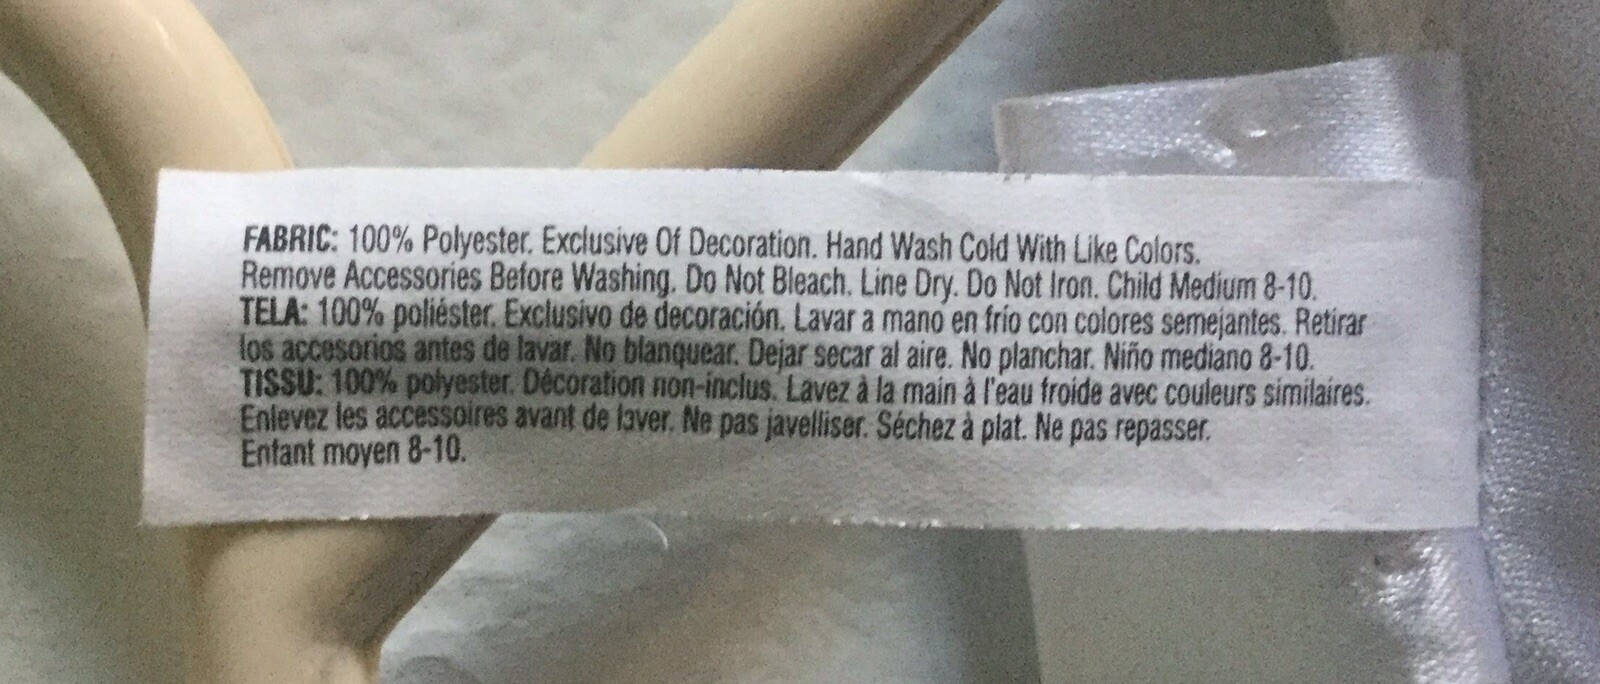 FABRIC: 100% Polyester. Exclusive Of Decoration. Hand Wash Cold With Like Colors.
Remove Accessories Before Washing. Do Not Bleach. Line Dry. Do Not Iron. Child Medium 8-10.
TELA: 100% poliéster. Exclusivo de decoración. Lavar a mano en frío con colores semejantes. Retirar
los accesorios antes de lavar. No blanquear. Dejar secar al aire. No planchar. Niño mediano 8-10.
TISSU: 100% polyester. Décoration non-inclus. Lavez à la main à l'eau froide avec couleurs similaires.
Enlevez les accessoires avant de laver. Ne pas javelliser. Séchez à plat. Ne pas repasser.
Enfant moyen 8-10.